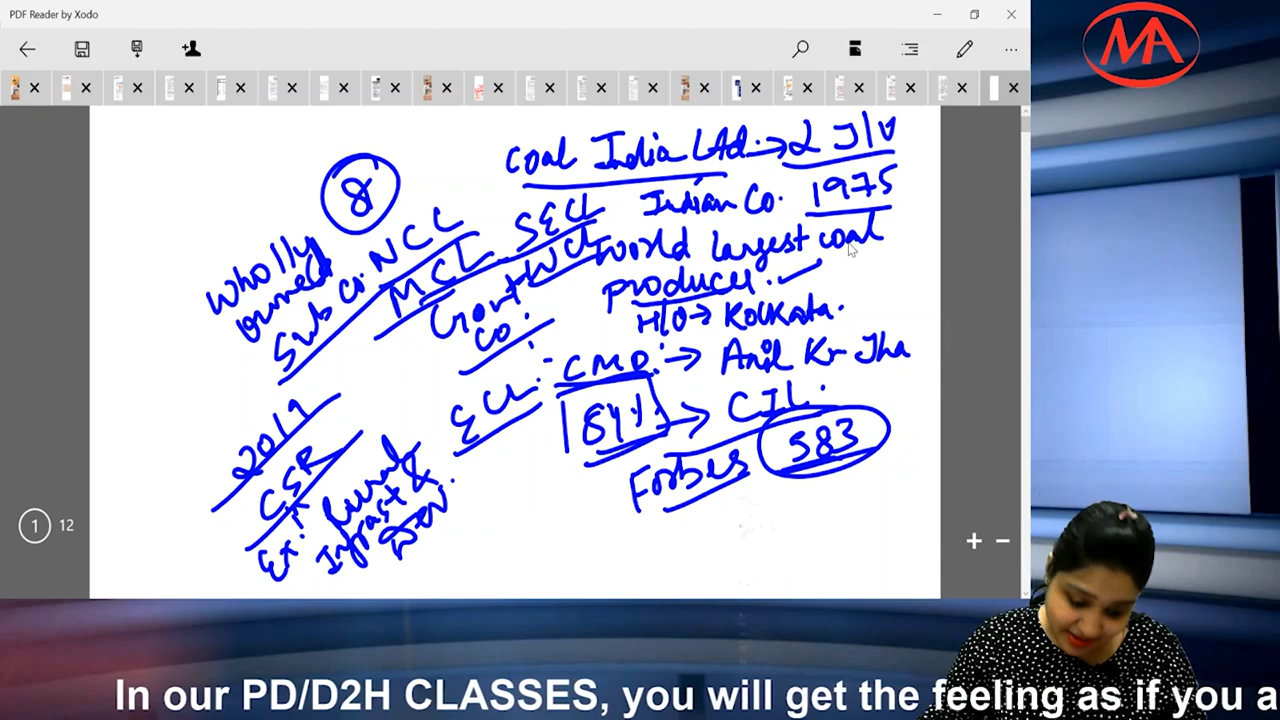 PDF Reader by Xodo
MA
Coal India Ltd. → 2 J/V
Indian Co. 1975
World largest coal
producer.
H/O → Kolkata.
CMD. → Anil Kr Jha
84% → CIL.
Forbes 583
8
Wholly
owned
Sub Co. NCL
MCL SECL
WCL
Govt
Co.
ECL.
2019
CSR
Ex: Rural
Infrast &
Dev.
1 12
In our PD/D2H CLASSES, you will get the feeling as if you a